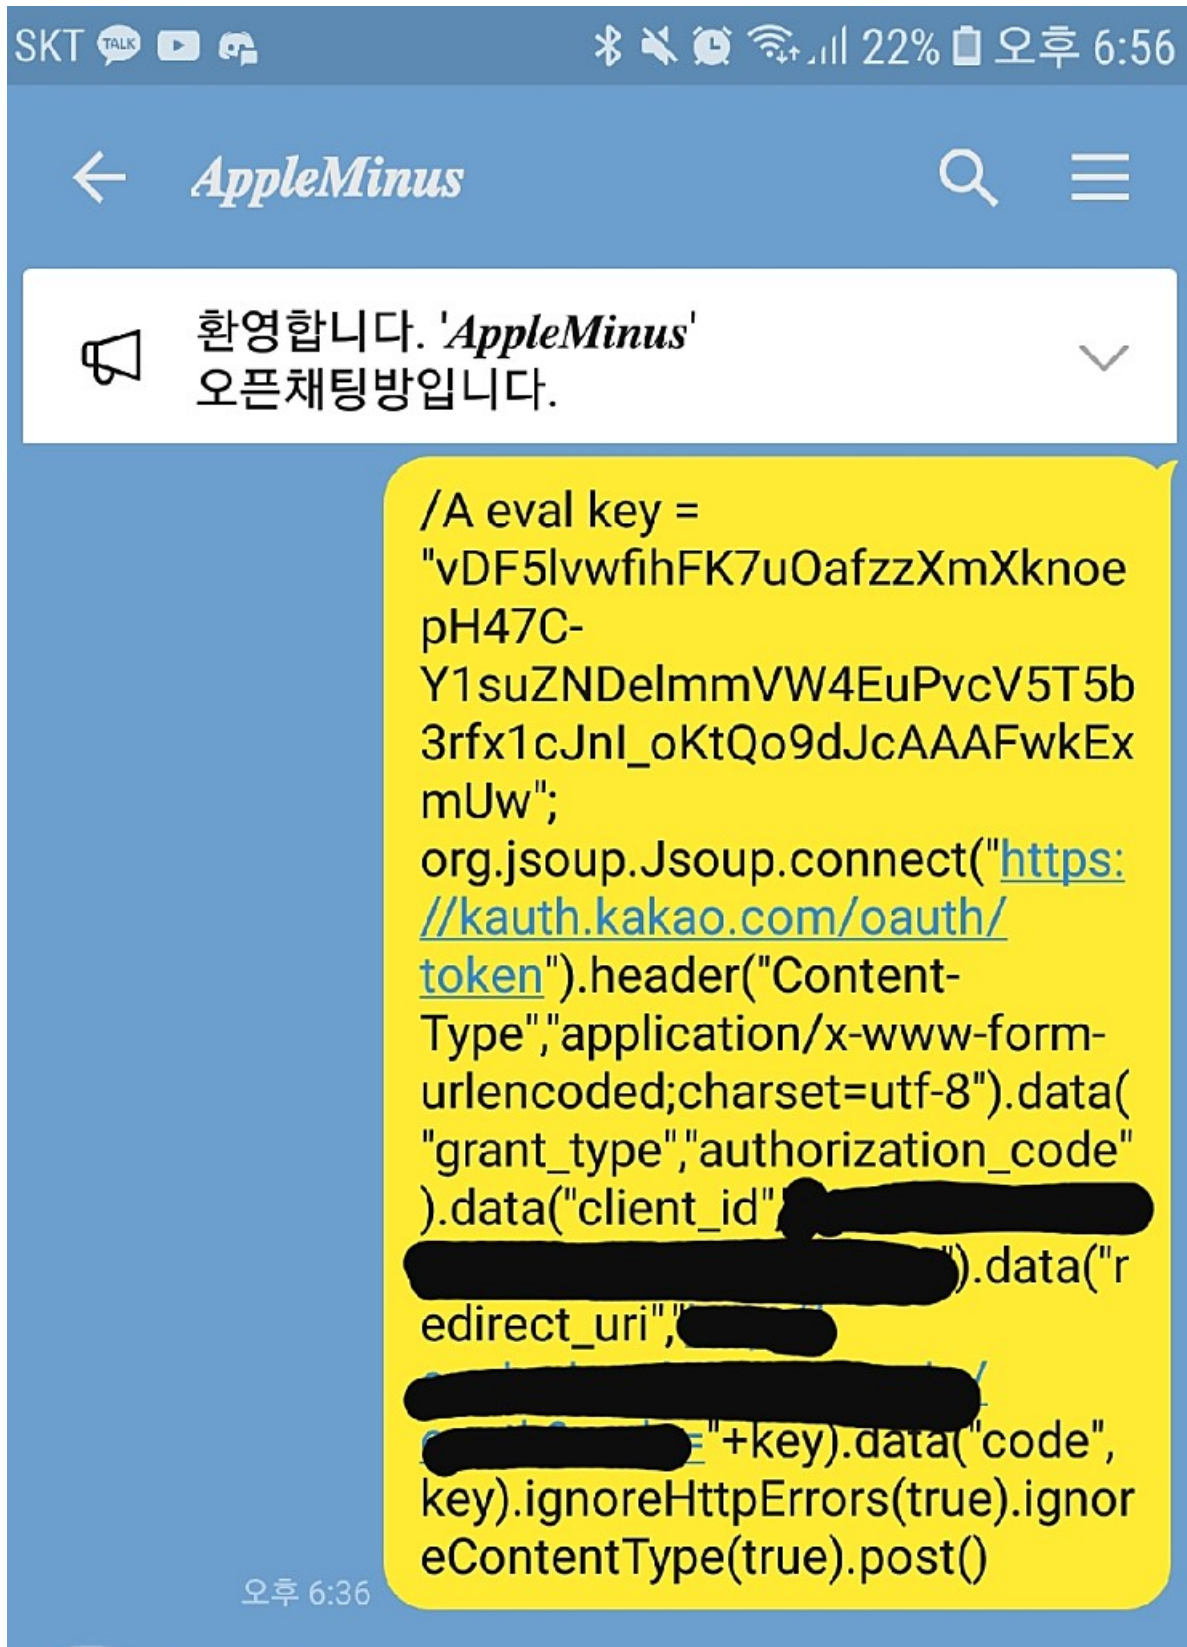 SKT TALK 22% 오후 6:56
AppleMinus
환영합니다. 'AppleMinus'
오픈채팅방입니다.
/A eval key =
"vDF5lvwfihFK7uOafzzXmXknoe
pH47C-
Y1suZNDelmmVW4EuPvcV5T5b
3rfx1cJnI_oKtQo9dJcAAAFwkEx
mUw";
org.jsoup.Jsoup.connect("https:
//kauth.kakao.com/oauth/
token").header("Content-
Type","application/x-www-form-
urlencoded;charset=utf-8").data(
"grant_type","authorization_code"
).data("client_id",
").data("r
edirect_uri","
/
="+key).data("code",
key).ignoreHttpErrors(true).ignor
eContentType(true).post()
오후 6:36